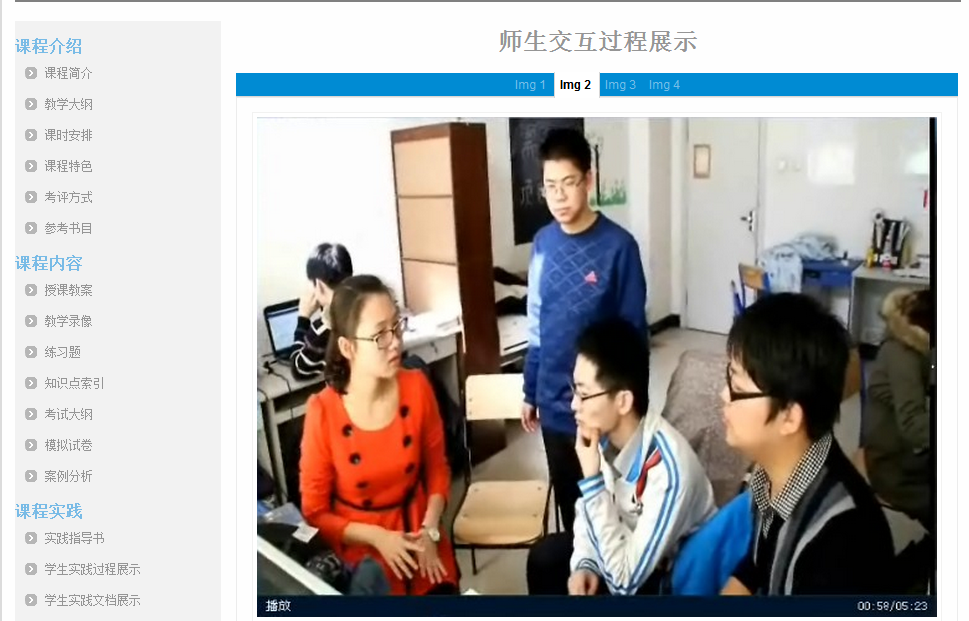 课程介绍
课程简介
教学大纲
课时安排
课程特色
考评方式
参考书目
课程内容
授课教案
教学录像
练习题
知识点索引
考试大纲
模拟试卷
案例分析
课程实践
实践指导书
学生实践过程展示
学生实践文档展示
师生交互过程展示
Img 1 Img 2 Img 3 Img 4
播放 00:58/05:23